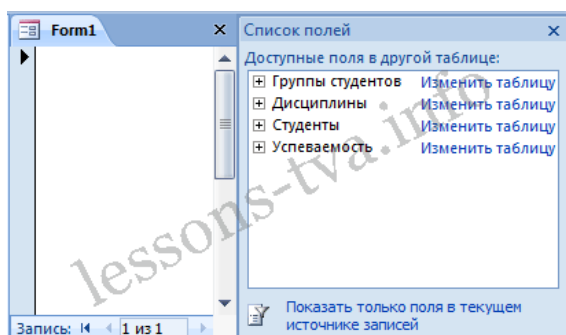 Form1
Список полей
Доступные поля в другой таблице:
Группы студентов Изменить таблицу
Дисциплины Изменить таблицу
Студенты Изменить таблицу
Успеваемость Изменить таблицу
lessons-tva.info
Показать только поля в текущем
источнике записей
Запись: 1 из 1